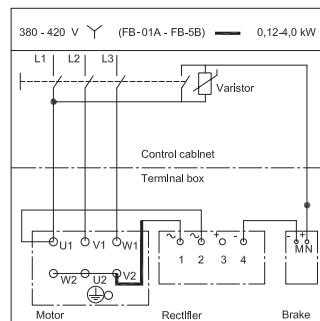 380 - 420 V (FB-01A - FB-5B) 0,12-4,0 kW
L1 L2 L3
Varistor
Control cabinet
Terminal box
U1 V1 W1
~ ~ + -
- +
1 2 3 4
M N
W2 U2 V2
Motor Rectifier Brake